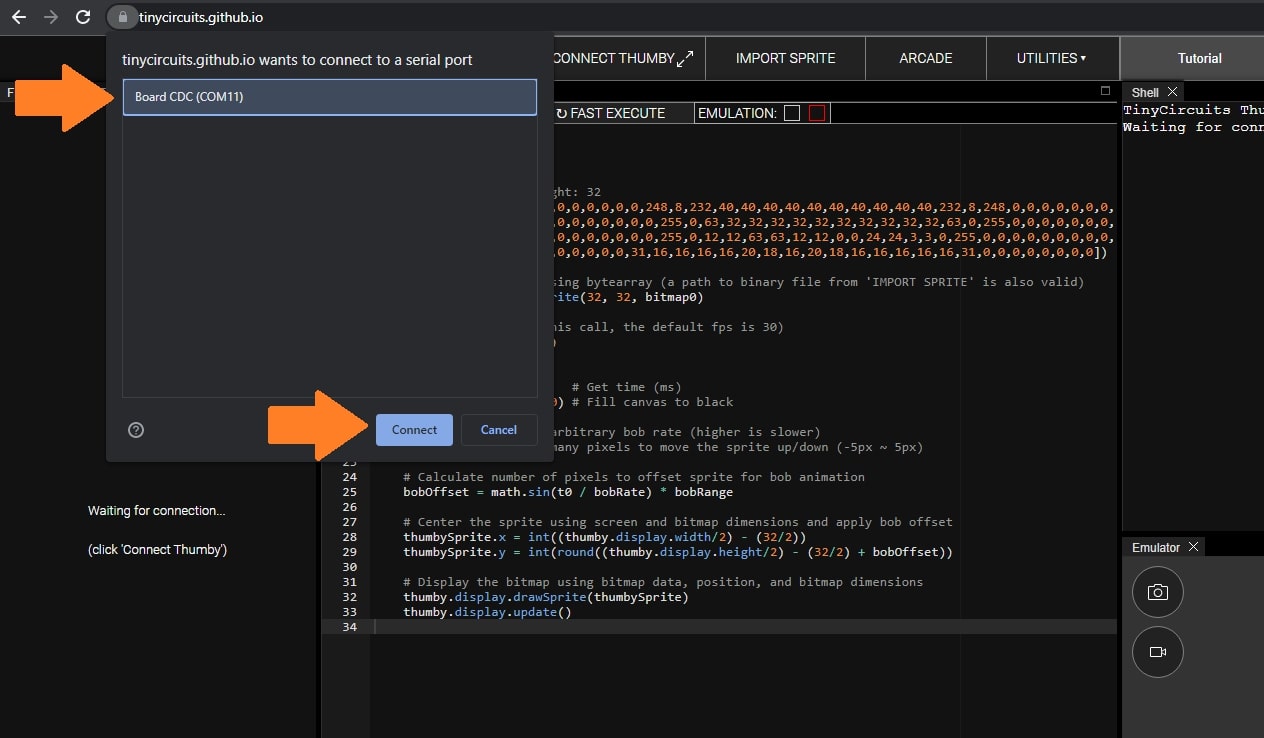 tinycircuits.github.io
tinycircuits.github.io wants to connect to a serial port
Board CDC (COM11)
Connect
Cancel
CONNECT THUMBY
IMPORT SPRITE
ARCADE
UTILITIES▾
Tutorial
F
↻ FAST EXECUTE
EMULATION:
Shell
TinyCircuits Thu
Waiting for conn
ght: 32
,0,0,0,0,0,0,248,8,232,40,40,40,40,40,40,40,40,40,40,232,8,248,0,0,0,0,0,0,0,
,0,0,0,0,0,0,0,255,0,63,32,32,32,32,32,32,32,32,32,32,63,0,255,0,0,0,0,0,0,0,
,0,0,0,0,0,0,0,255,0,12,12,63,63,12,12,0,0,24,24,3,3,0,255,0,0,0,0,0,0,0,0,0,
,0,0,0,0,0,31,16,16,16,16,20,18,16,20,18,16,16,16,16,16,31,0,0,0,0,0,0,0,0])
sing bytearray (a path to binary file from 'IMPORT SPRITE' is also valid)
rite(32, 32, bitmap0)
his call, the default fps is 30)
)
# Get time (ms)
0) # Fill canvas to black
arbitrary bob rate (higher is slower)
many pixels to move the sprite up/down (-5px ~ 5px)
23
24 # Calculate number of pixels to offset sprite for bob animation
25 bobOffset = math.sin(t0 / bobRate) * bobRange
26
27 # Center the sprite using screen and bitmap dimensions and apply bob offset
28 thumbySprite.x = int((thumby.display.width/2) - (32/2))
29 thumbySprite.y = int(round((thumby.display.height/2) - (32/2) + bobOffset))
30
31 # Display the bitmap using bitmap data, position, and bitmap dimensions
32 thumby.display.drawSprite(thumbySprite)
33 thumby.display.update()
34
Waiting for connection...
(click 'Connect Thumby')
Emulator